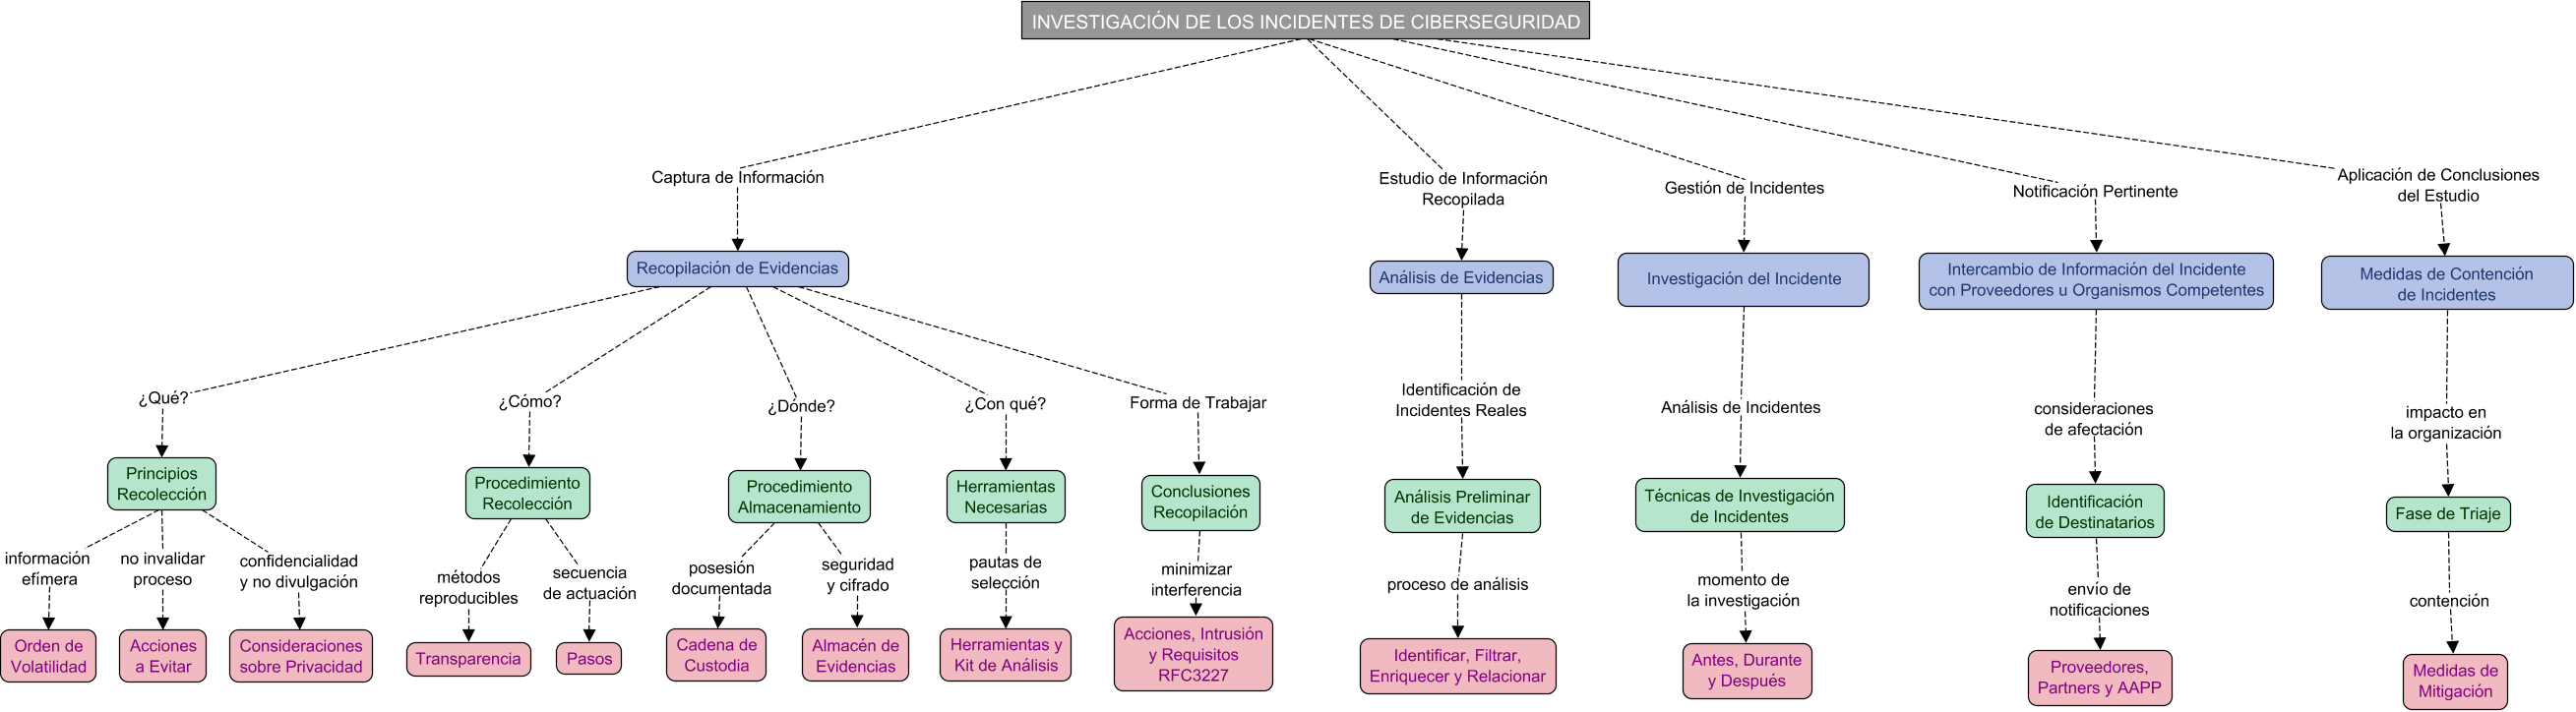 INVESTIGACIÓN DE LOS INCIDENTES DE CIBERSEGURIDAD
Captura de Información
Estudio de Información
Recopilada
Gestión de Incidentes
Notificación Pertinente
Aplicación de Conclusiones
del Estudio
Recopilación de Evidencias
Análisis de Evidencias
Investigación del Incidente
Intercambio de Información del Incidente
con Proveedores u Organismos Competentes
Medidas de Contención
de Incidentes
¿Qué?
¿Cómo?
¿Dónde?
¿Con qué?
Forma de Trabajar
Identificación de
Incidentes Reales
Análisis de Incidentes
consideraciones
de afectación
impacto en
la organización
Principios
Recolección
Procedimiento
Recolección
Procedimiento
Almacenamiento
Herramientas
Necesarias
Conclusiones
Recopilación
Análisis Preliminar
de Evidencias
Técnicas de Investigación
de Incidentes
Identificación
de Destinatarios
Fase de Triaje
información
efímera
no invalidar
proceso
confidencialidad
y no divulgación
métodos
reproducibles
secuencia
de actuación
posesión
documentada
seguridad
y cifrado
pautas de
selección
minimizar
interferencia
proceso de análisis
momento de
la investigación
envío de
notificaciones
contención
Orden de
Volatilidad
Acciones
a Evitar
Consideraciones
sobre Privacidad
Transparencia
Pasos
Cadena de
Custodia
Almacén de
Evidencias
Herramientas y
Kit de Análisis
Acciones, Intrusión
y Requisitos
RFC3227
Identificar, Filtrar,
Enriquecer y Relacionar
Antes, Durante
y Después
Proveedores,
Partners y AAPP
Medidas de
Mitigación